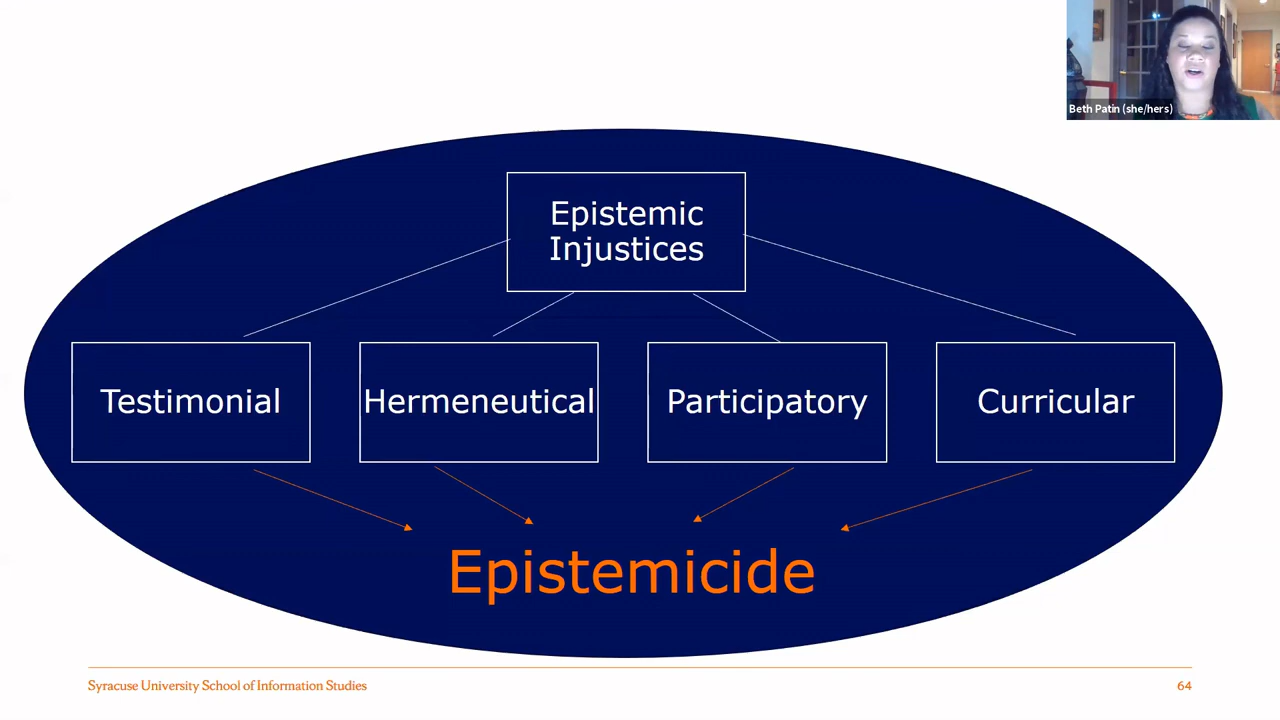 Beth Patin (she/hers)
Epistemic
Injustices
Testimonial
Hermeneutical
Participatory
Curricular
Epistemicide
Syracuse University School of Information Studies
64